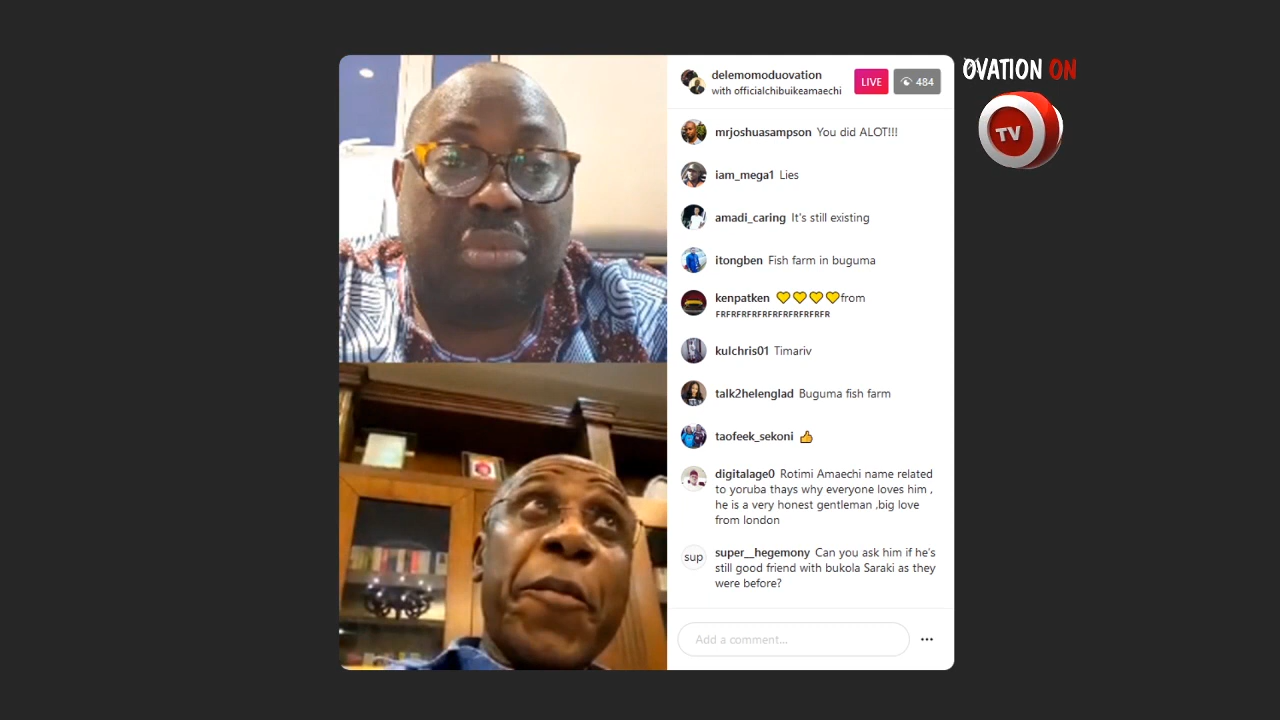 delemomoduovation
with officialchibuikeamaechi
LIVE
484
OVATION ON
TV
mrjoshuasampson You did ALOT!!!
iam_mega1 Lies
amadi_caring It's still existing
itongben Fish farm in buguma
kenpatken 💛💛💛💛from
ꜰʀꜰʀꜰʀꜰʀꜰʀꜰʀꜰʀꜰʀꜰʀꜰʀꜰʀ
kulchris01 Timariv
talk2helenglad Buguma fish farm
taofeek_sekoni 👍
digitalage0 Rotimi Amaechi name related
to yoruba thays why everyone loves him ,
he is a very honest gentleman ,big love
from london
sup
super__hegemony Can you ask him if he's
still good friend with bukola Saraki as they
were before?
Add a comment...